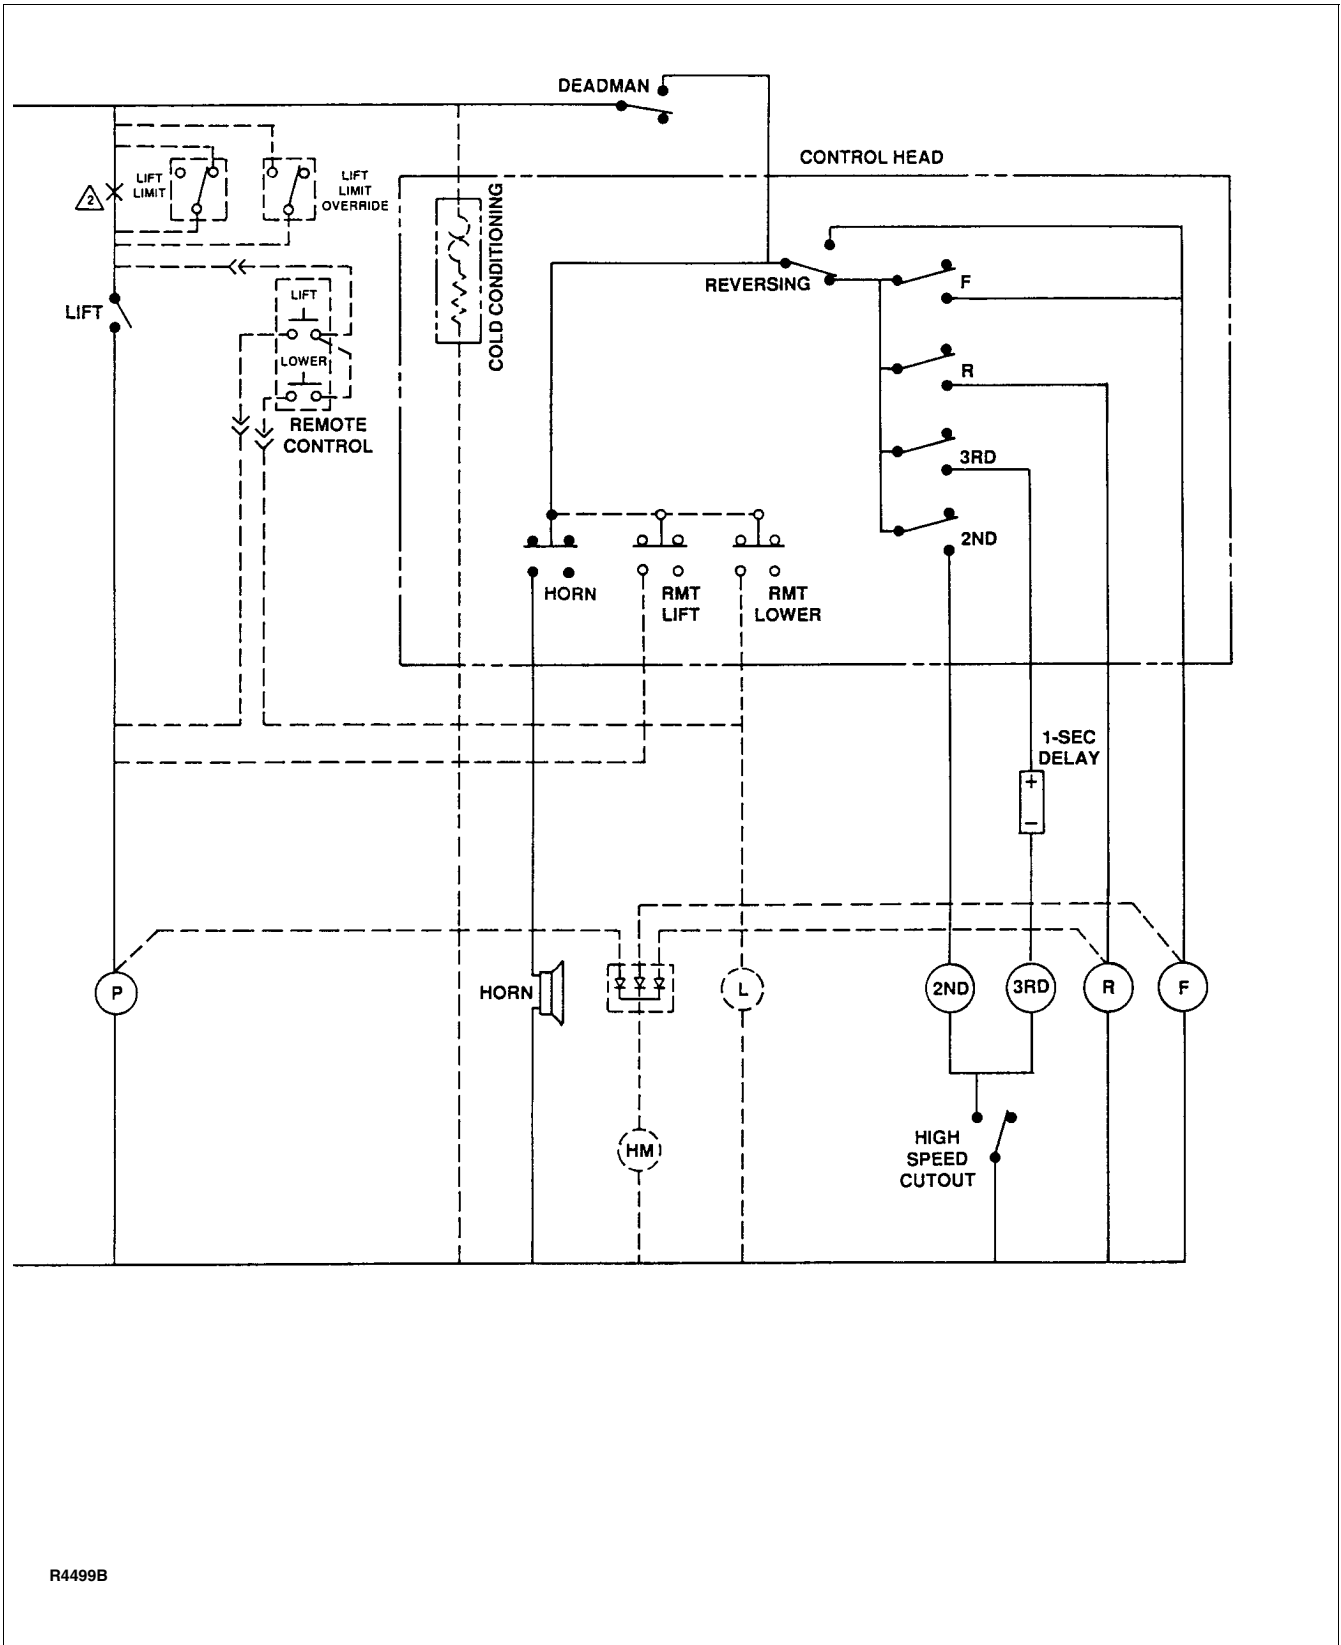 DEADMAN
CONTROL HEAD
LIFT
LIMIT
LIFT
LIMIT
OVERRIDE
2
COLD CONDITIONING
REVERSING
F
LIFT
LIFT
LOWER
REMOTE
CONTROL
R
3RD
2ND
HORN
RMT
LIFT
RMT
LOWER
1-SEC
DELAY
+
−
P
HORN
L
2ND
3RD
R
F
HM
HIGH
SPEED
CUTOUT
R4499B